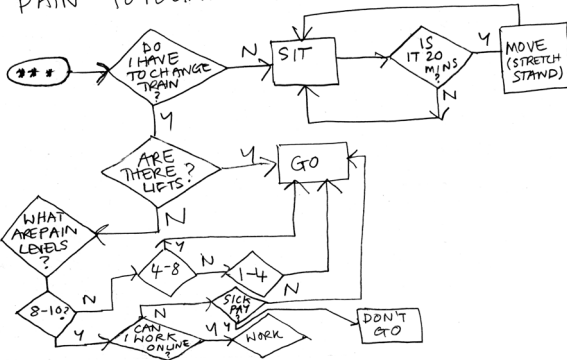 PAIN
***
DO
I HAVE
TO CHANGE
TRAIN
?
N
SIT
IS
IT 20
MINS
?
Y
MOVE
(STRETCH
STAND)
N
Y
ARE
THERE
LIFTS?
Y
GO
N
WHAT
ARE PAIN
LEVELS
?
8-10?
N
4-8
Y
N
1-4
N
Y
CAN
I WORK
ONLINE
?
N
SICK
PAY
?
Y
Y
Y
WORK
DON'T
GO